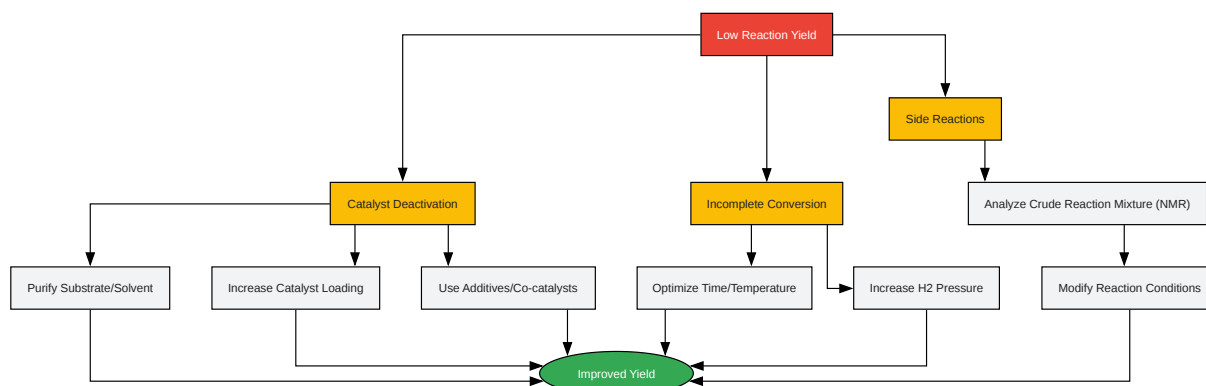 Low Reaction Yield
Side Reactions
Catalyst Deactivation
Incomplete Conversion
Analyze Crude Reaction Mixture (NMR)
Purify Substrate/Solvent
Increase Catalyst Loading
Use Additives/Co-catalysts
Optimize Time/Temperature
Increase H2 Pressure
Modify Reaction Conditions
Improved Yield